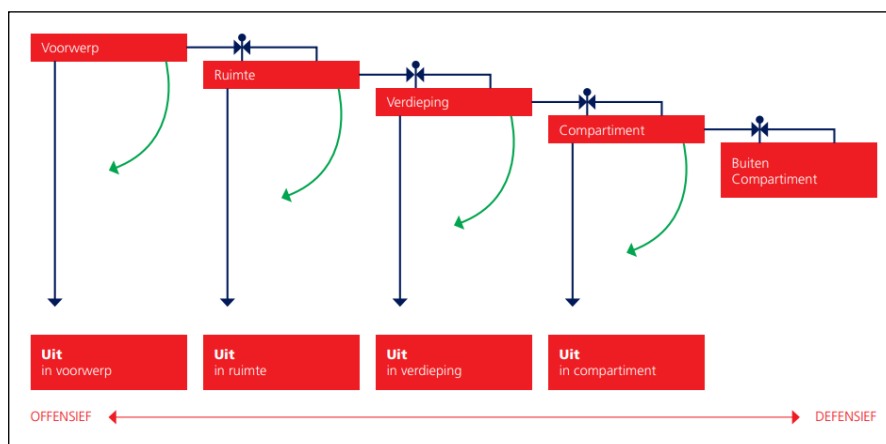 Voorwerp
Ruimte
Verdieping
Compartiment
Buiten
Compartiment
Uit
in voorwerp
Uit
in ruimte
Uit
in verdieping
Uit
in compartiment
OFFENSIEF
DEFENSIEF